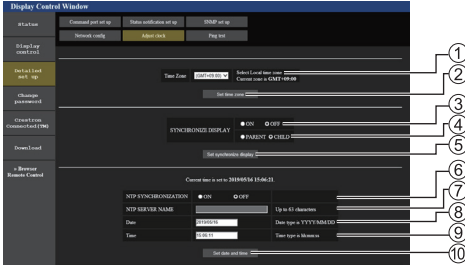 Display Control Window
Status
Display control
Detailed set up
Change password
Crestron Connected(TM)
Download
» Browser Remote Control
Command port set up
Status notification set up
SNMP set up
Network config
Adjust clock
Ping test
Time Zone
(GMT+09:00)
Select Local time zone
Current zone is GMT+09:00
Set time zone
SYNCHRONIZE DISPLAY
ON OFF
PARENT CHILD
Set synchronize display
Current time is set to 2019/05/16 15:06:21.
NTP SYNCHRONIZATION ON OFF
NTP SERVER NAME Up to 63 characters
Date 2019/05/16 Date type is YYYY/MM/DD
Time 15:06:11 Time type is hh:mm:ss
Set date and time
1
2
3
4
5
6
7
8
9
10